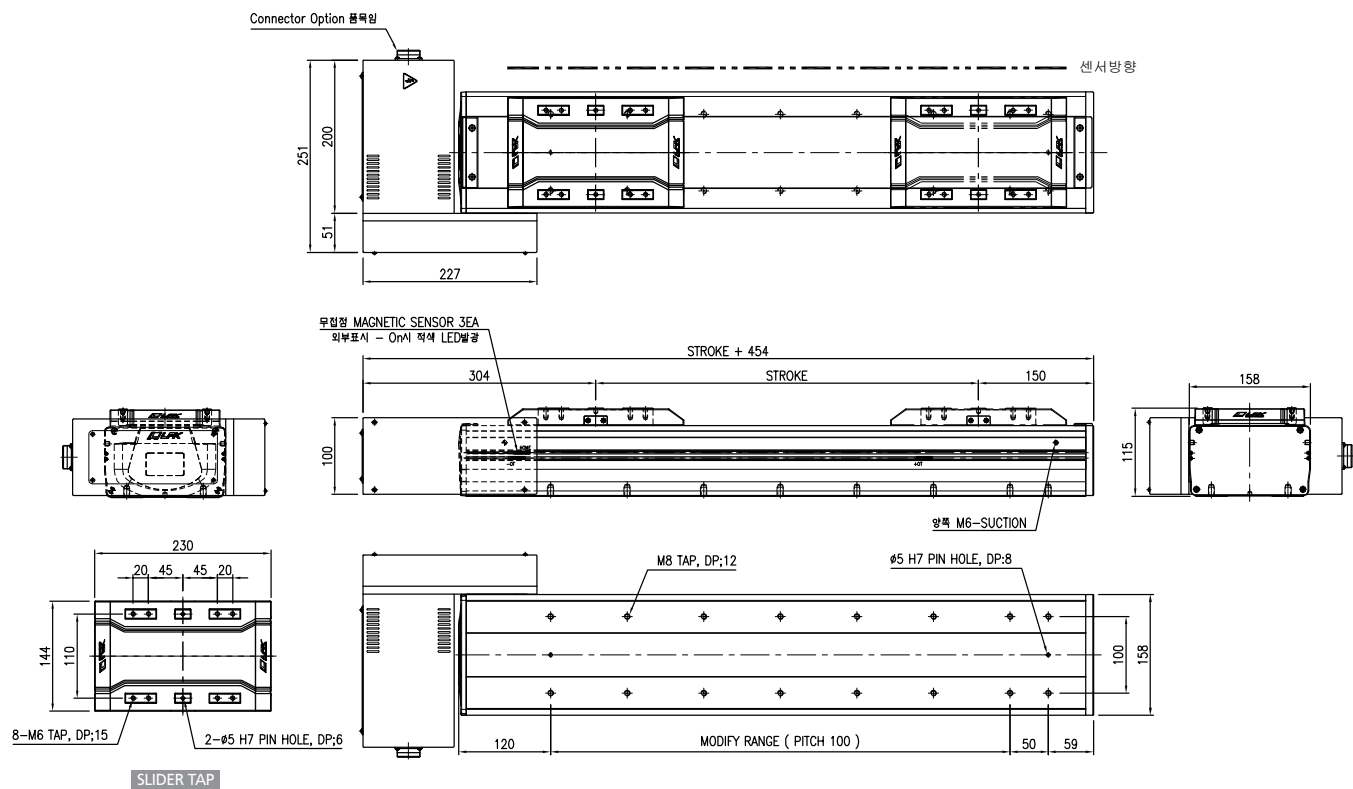 Connector Option 품목임
센서방향
251
200
51
227
무접점 MAGNETIC SENSOR 3EA
외부표시 - On시 적색 LED발광
STROKE + 454
304
STROKE
150
100
-OT
+OT
158
115
양쪽 M6-SUCTION
230
20
45
45
20
144
110
8-M6 TAP, DP;15
2-ø5 H7 PIN HOLE, DP;6
SLIDER TAP
M8 TAP, DP;12
ø5 H7 PIN HOLE, DP:8
100
158
120
MODIFY RANGE ( PITCH 100 )
50
59